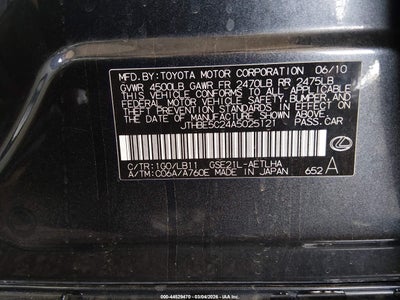 MFD.BY: TOYOTA MOTOR CORPORATION 06/10
GVWR 4500LB GAWR FR 2470LB RR 2475LB
THIS VEHICLE CONFORMS TO ALL APPLICABLE
FEDERAL MOTOR VEHICLE SAFETY, BUMPER AND
THEFT PREVENTION STANDARDS IN EFFECT ON
THE DATE OF MANUFACTURE SHOWN ABOVE.
JTHBE5C24A5025121 - PASS.CAR
C/TR:1G0/LB11 GSE21L-AETLHA
A/TM:C06A/A760E MADE IN JAPAN 652 A
000-44529470 - 03/04/2026 - IAA Inc.